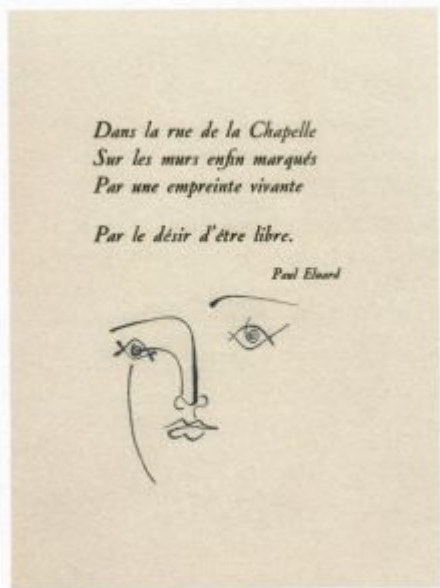 Dans la rue de la Chapelle
Sur les murs enfin marqués
Par une empreinte vivante
Par le désir d'être libre.
Paul Eluard